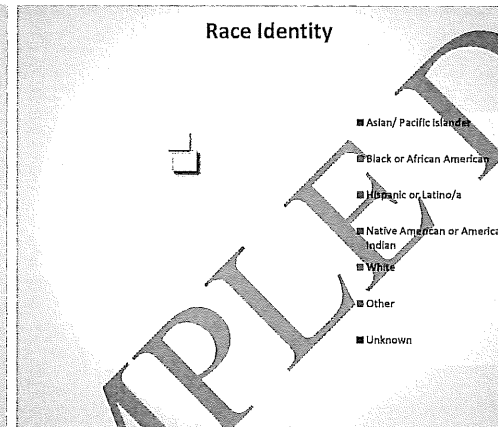 Race Identity
Asian/ Pacific Islander
Black or African American
Hispanic or Latino/a
Native American or America
Indian
White
Other
Unknown
MPLE D